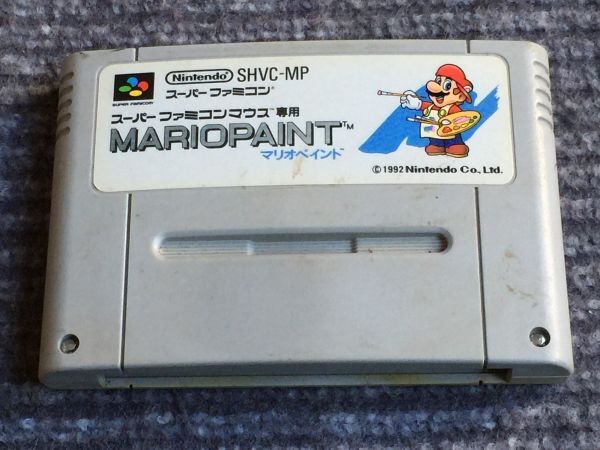 Nintendo SHVC-MP
スーパーファミコン
SUPER FAMICOM
スーパーファミコンマウス専用
MARIOPAINT™
マリオペイント
©1992 Nintendo Co., Ltd.